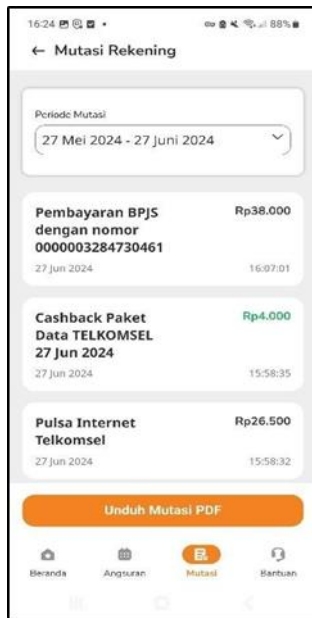 16:24
88%
← Mutasi Rekening
Periode Mutasi
27 Mei 2024 - 27 Juni 2024
Pembayaran BPJS
Rp38.000
dengan nomor
0000003284730461
27 Jun 2024
16:07:01
Cashback Paket
Rp4.000
Data TELKOMSEL
27 Jun 2024
27 Jun 2024
15:58:35
Pulsa Internet
Rp26.500
Telkomsel
27 Jun 2024
15:58:32
Unduh Mutasi PDF
Beranda
Angsuran
Mutasi
Bantuan